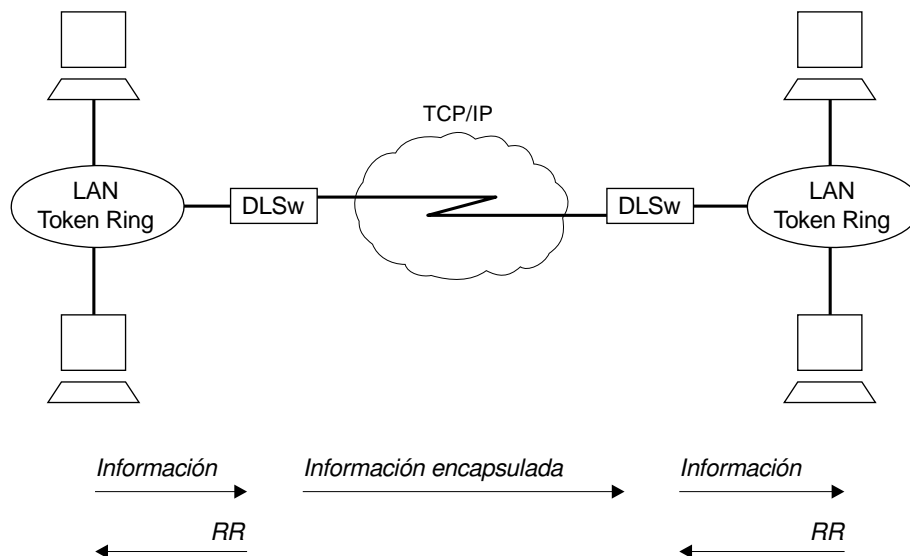 TCP/IP
LAN
Token Ring
DLSw
DLSw
LAN
Token Ring
Información
Información encapsulada
Información
RR
RR